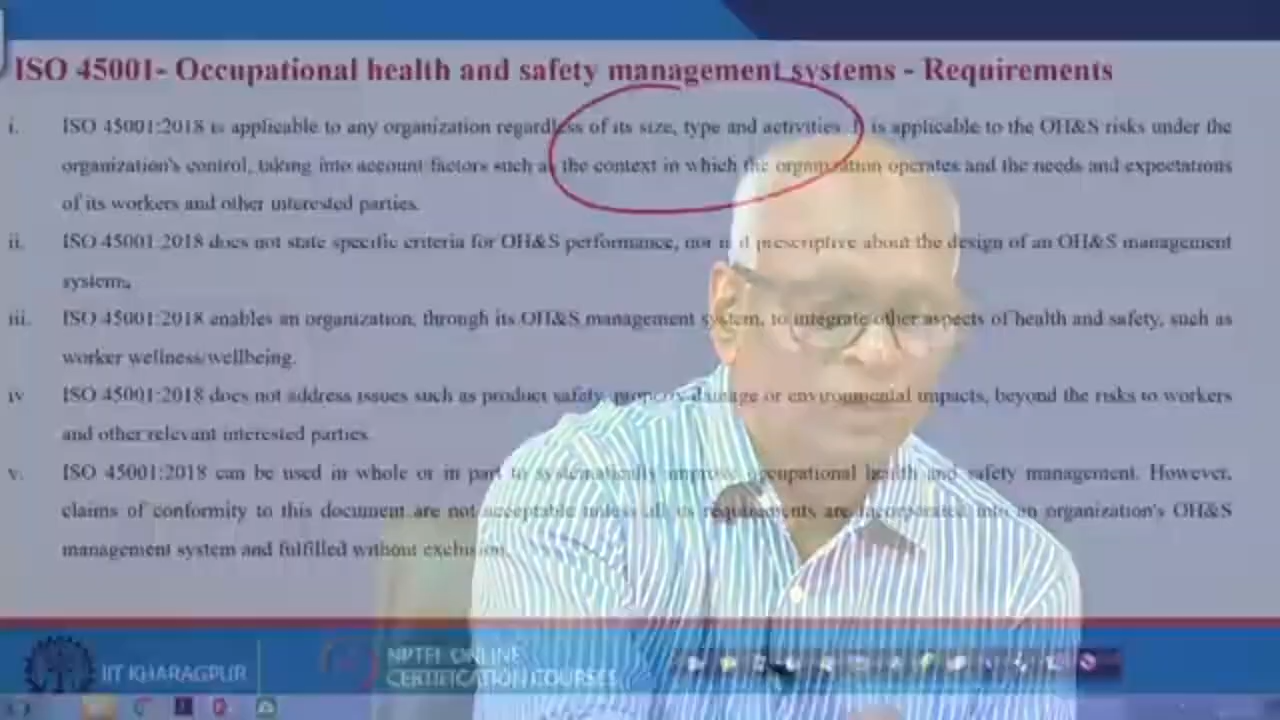 ISO 45001- Occupational health and safety management systems - Requirements
i. ISO 45001:2018 is applicable to any organization regardless of its size, type and activities. It is applicable to the OH&S risks under the
organization's control, taking into account factors such as the context in which the organization operates and the needs and expectations
of its workers and other interested parties.
ii. ISO 45001:2018 does not state specific criteria for OH&S performance, nor is it prescriptive about the design of an OH&S management
system.
iii. ISO 45001:2018 enables an organization, through its OH&S management system, to integrate other aspects of health and safety, such as
worker wellness/wellbeing.
iv. ISO 45001:2018 does not address issues such as product safety, property damage or environmental impacts, beyond the risks to workers
and other relevant interested parties.
v. ISO 45001:2018 can be used in whole or in part to systematically improve occupational health and safety management. However,
claims of conformity to this document are not acceptable unless all its requirements are incorporated into an organization's OH&S
management system and fulfilled without exclusion.
IIT KHARAGPUR
NPTEL ONLINE
CERTIFICATION COURSES